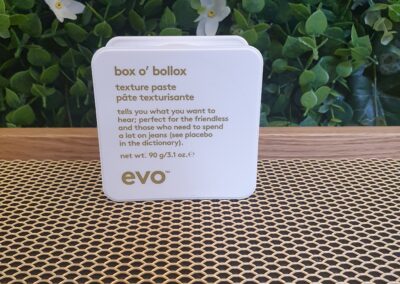 box o' bollox
texture paste
pâte texturisante
tells you what you want to
hear; perfect for the friendless
and those who need to spend
a lot on jeans (see placebo
in the dictionary).
net wt. 90 g/3.1 oz.℮
evo™